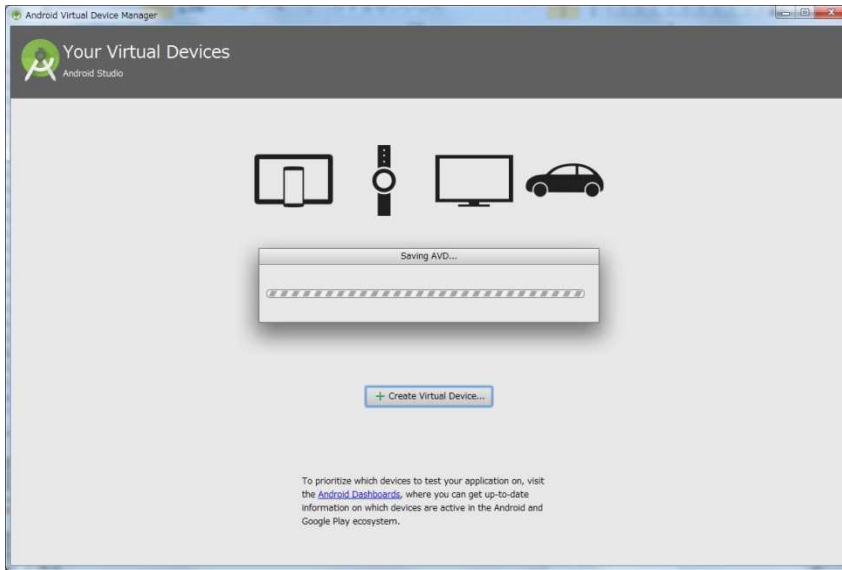 Android Virtual Device Manager
Your Virtual Devices
Android Studio
Saving AVD...
+ Create Virtual Device...
To prioritize which devices to test your application on, visit
the Android Dashboards, where you can get up-to-date
information on which devices are active in the Android and
Google Play ecosystem.